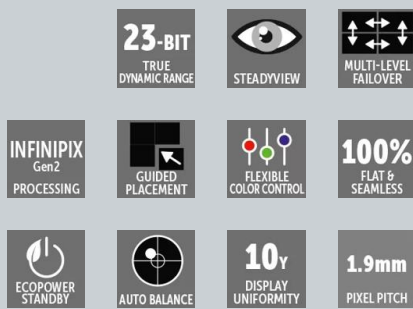 23-BIT
TRUE
DYNAMIC RANGE
STEADYVIEW
MULTI-LEVEL
FAILOVER
INFINIPIX
Gen2
PROCESSING
GUIDED
PLACEMENT
FLEXIBLE
COLOR CONTROL
100%
FLAT &
SEAMLESS
ECOPOWER
STANDBY
AUTO BALANCE
10Y
DISPLAY
UNIFORMITY
1.9mm
PIXEL PITCH